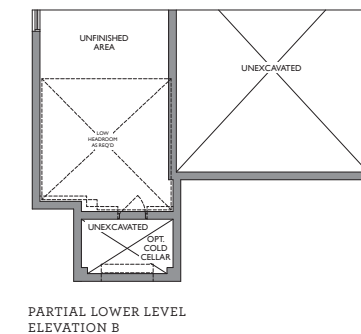 UNFINISHED
AREA
UNEXCAVATED
LOW
HEADROOM
AS REQ'D
UNEXCAVATED
OPT.
COLD
CELLAR
PARTIAL LOWER LEVEL
ELEVATION B